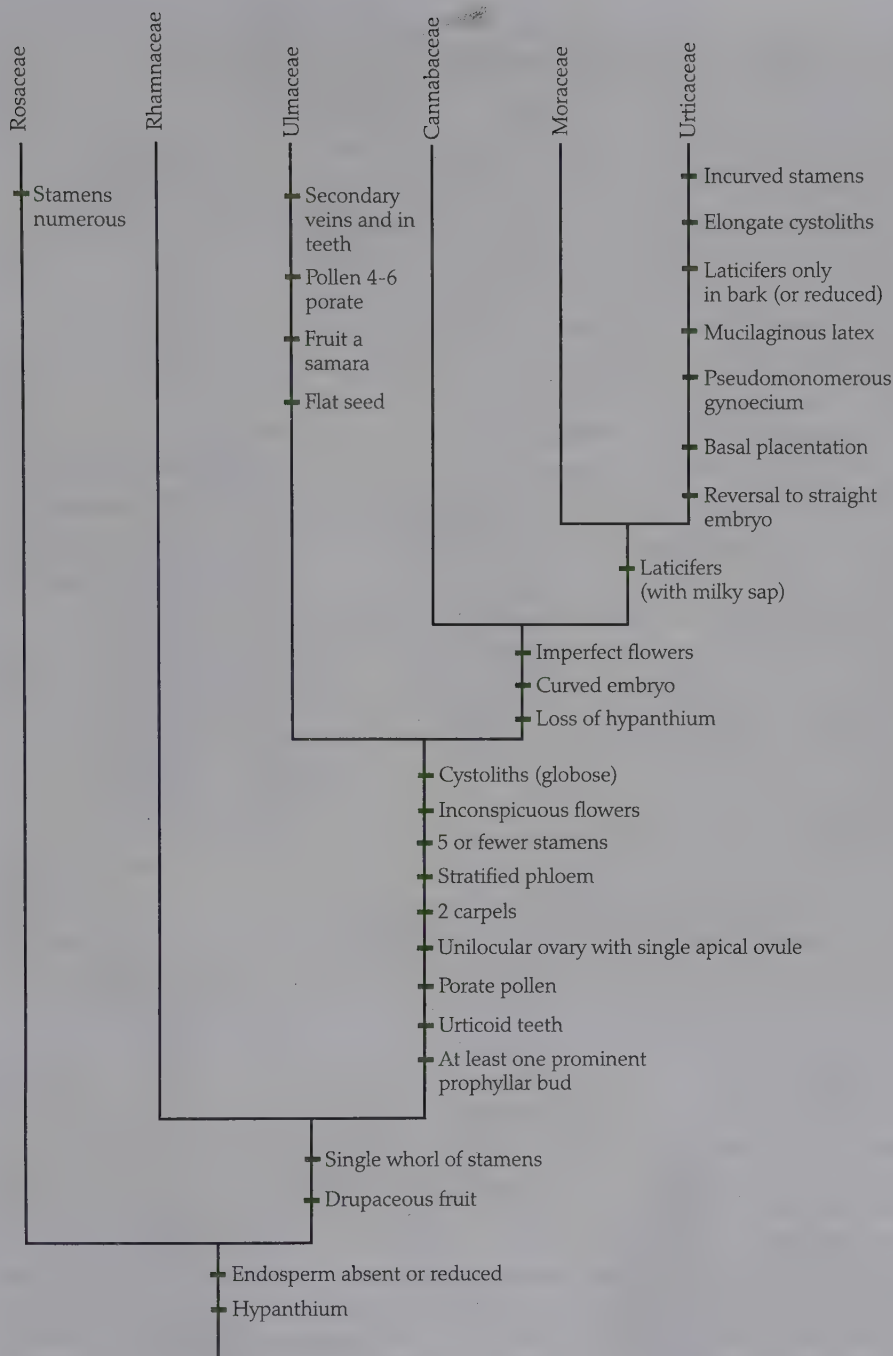 Rosaceae
Rhamnaceae
Ulmaceae
Cannabaceae
Moraceae
Urticaceae
Stamens
numerous
Secondary
veins and in
teeth
Pollen 4-6
porate
Fruit a
samara
Flat seed
Incurved stamens
Elongate cystoliths
Laticifers only
in bark (or reduced)
Mucilaginous latex
Pseudomonomerous
gynoecium
Basal placentation
Reversal to straight
embryo
Laticifers
(with milky sap)
Imperfect flowers
Curved embryo
Loss of hypanthium
Cystoliths (globose)
Inconspicuous flowers
5 or fewer stamens
Stratified phloem
2 carpels
Unilocular ovary with single apical ovule
Porate pollen
Urticoid teeth
At least one prominent
prophyllar bud
Single whorl of stamens
Drupaceous fruit
Endosperm absent or reduced
Hypanthium